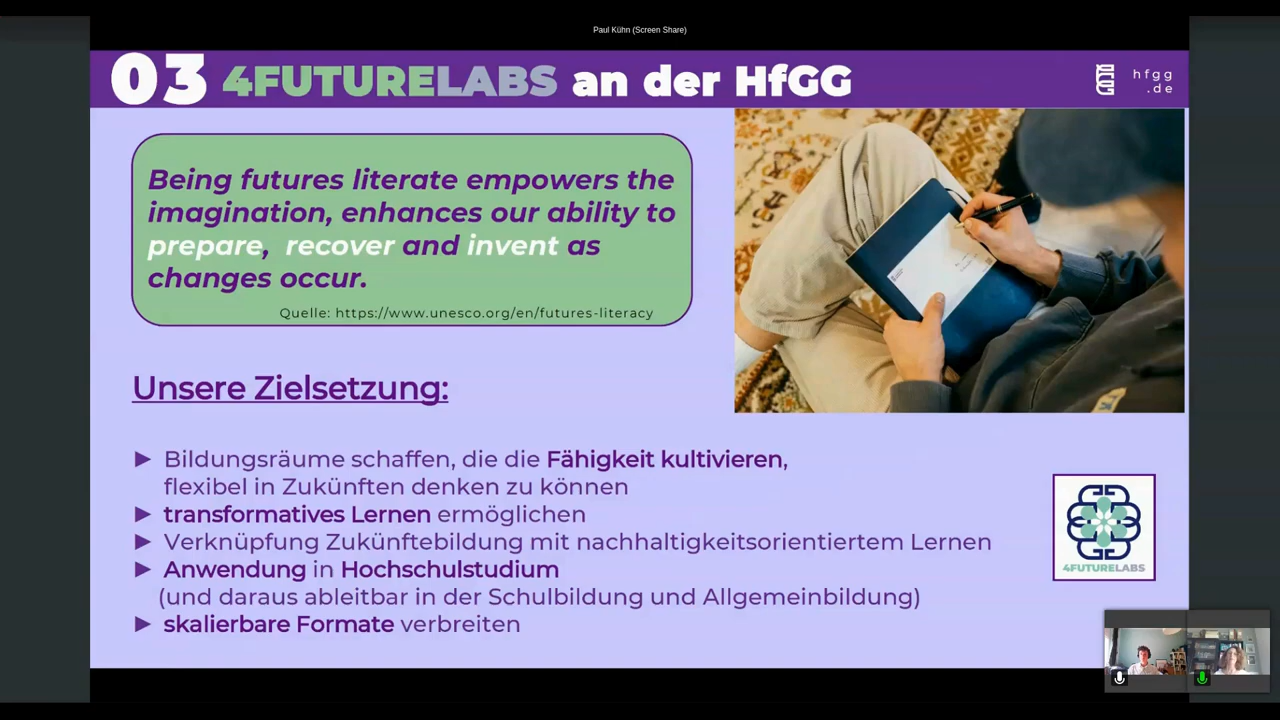 Paul Kühn (Screen Share)
03 4FUTURELABS an der HfGG
hfgg
.de
Being futures literate empowers the
imagination, enhances our ability to
prepare, recover and invent as
changes occur.
Quelle: https://www.unesco.org/en/futures-literacy
Unsere Zielsetzung:
► Bildungsräume schaffen, die die Fähigkeit kultivieren,
flexibel in Zukünften denken zu können
► transformatives Lernen ermöglichen
► Verknüpfung Zukünftebildung mit nachhaltigkeitsorientiertem Lernen
► Anwendung in Hochschulstudium
(und daraus ableitbar in der Schulbildung und Allgemeinbildung)
► skalierbare Formate verbreiten
4FUTURELABS